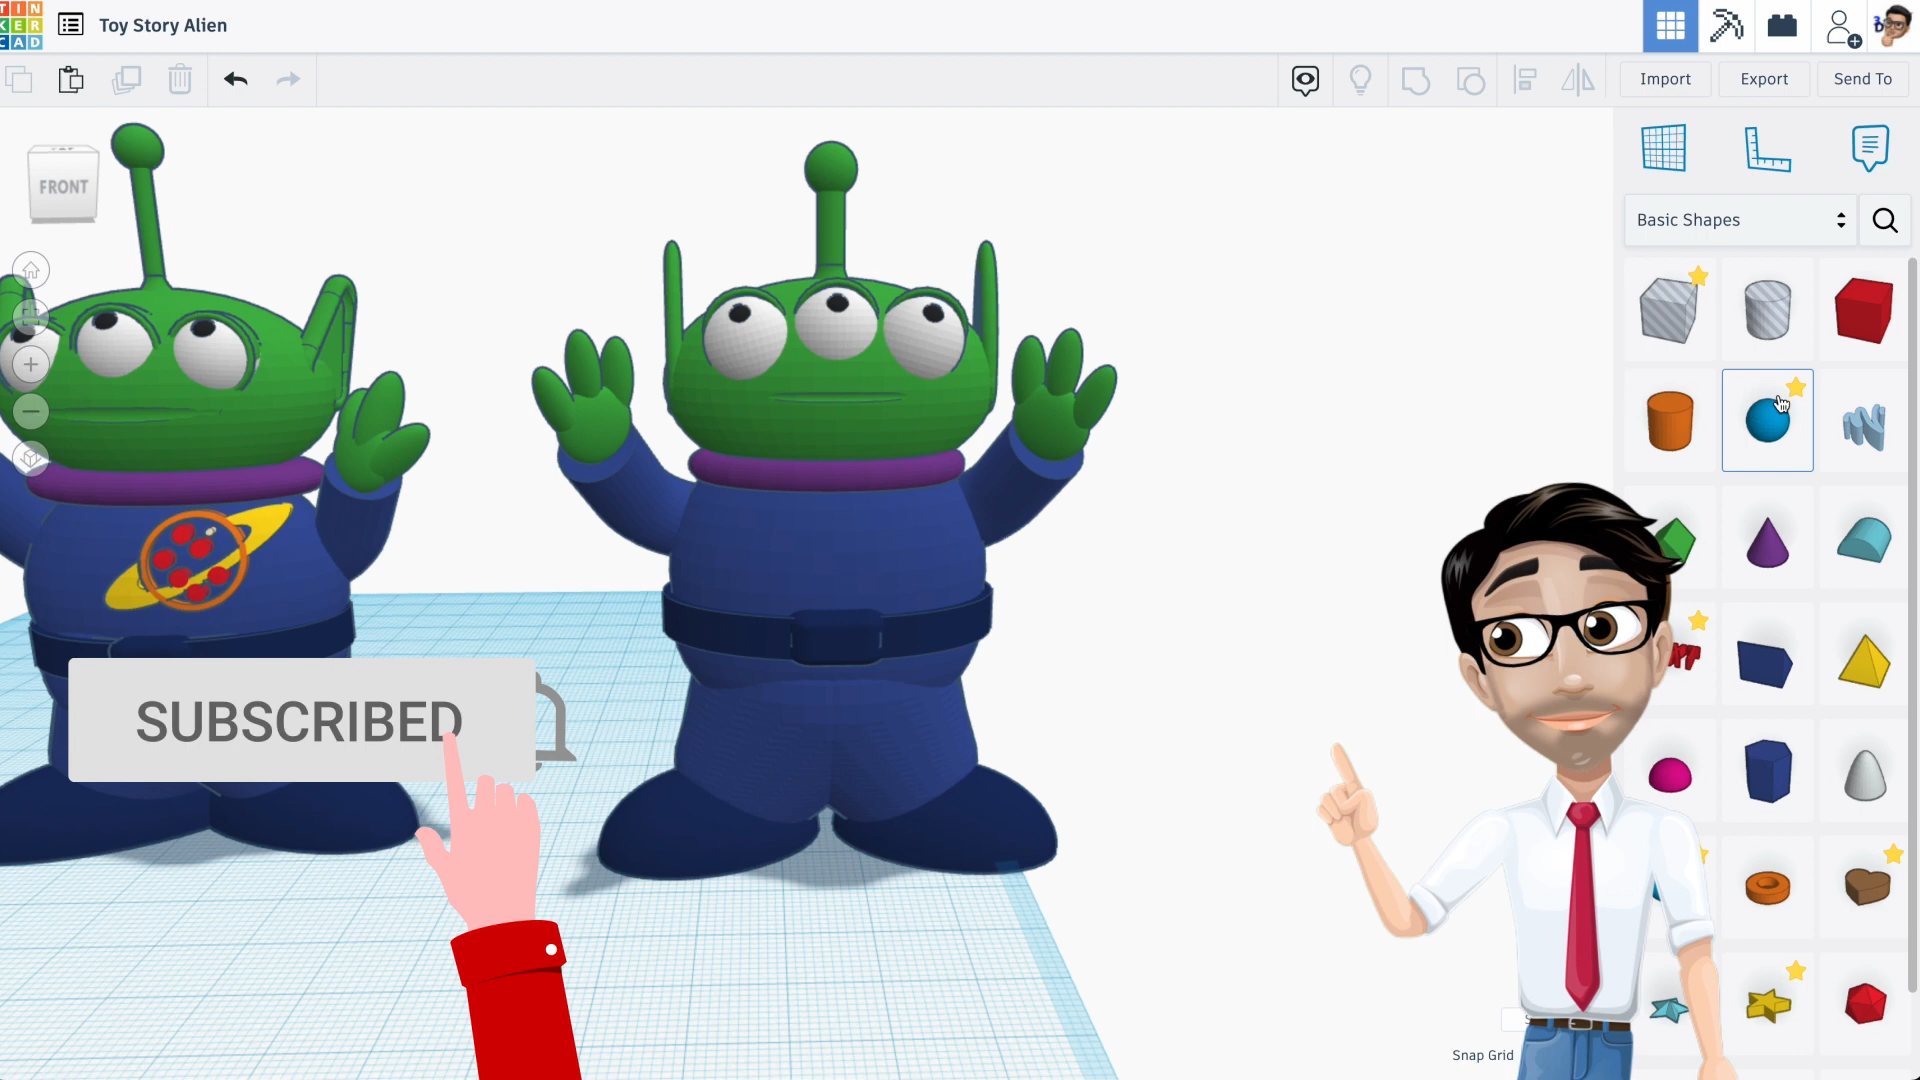 TIN
KER
CAD
Toy Story Alien
Import
Export
Send To
FRONT
Basic Shapes
SUBSCRIBED
Snap Grid